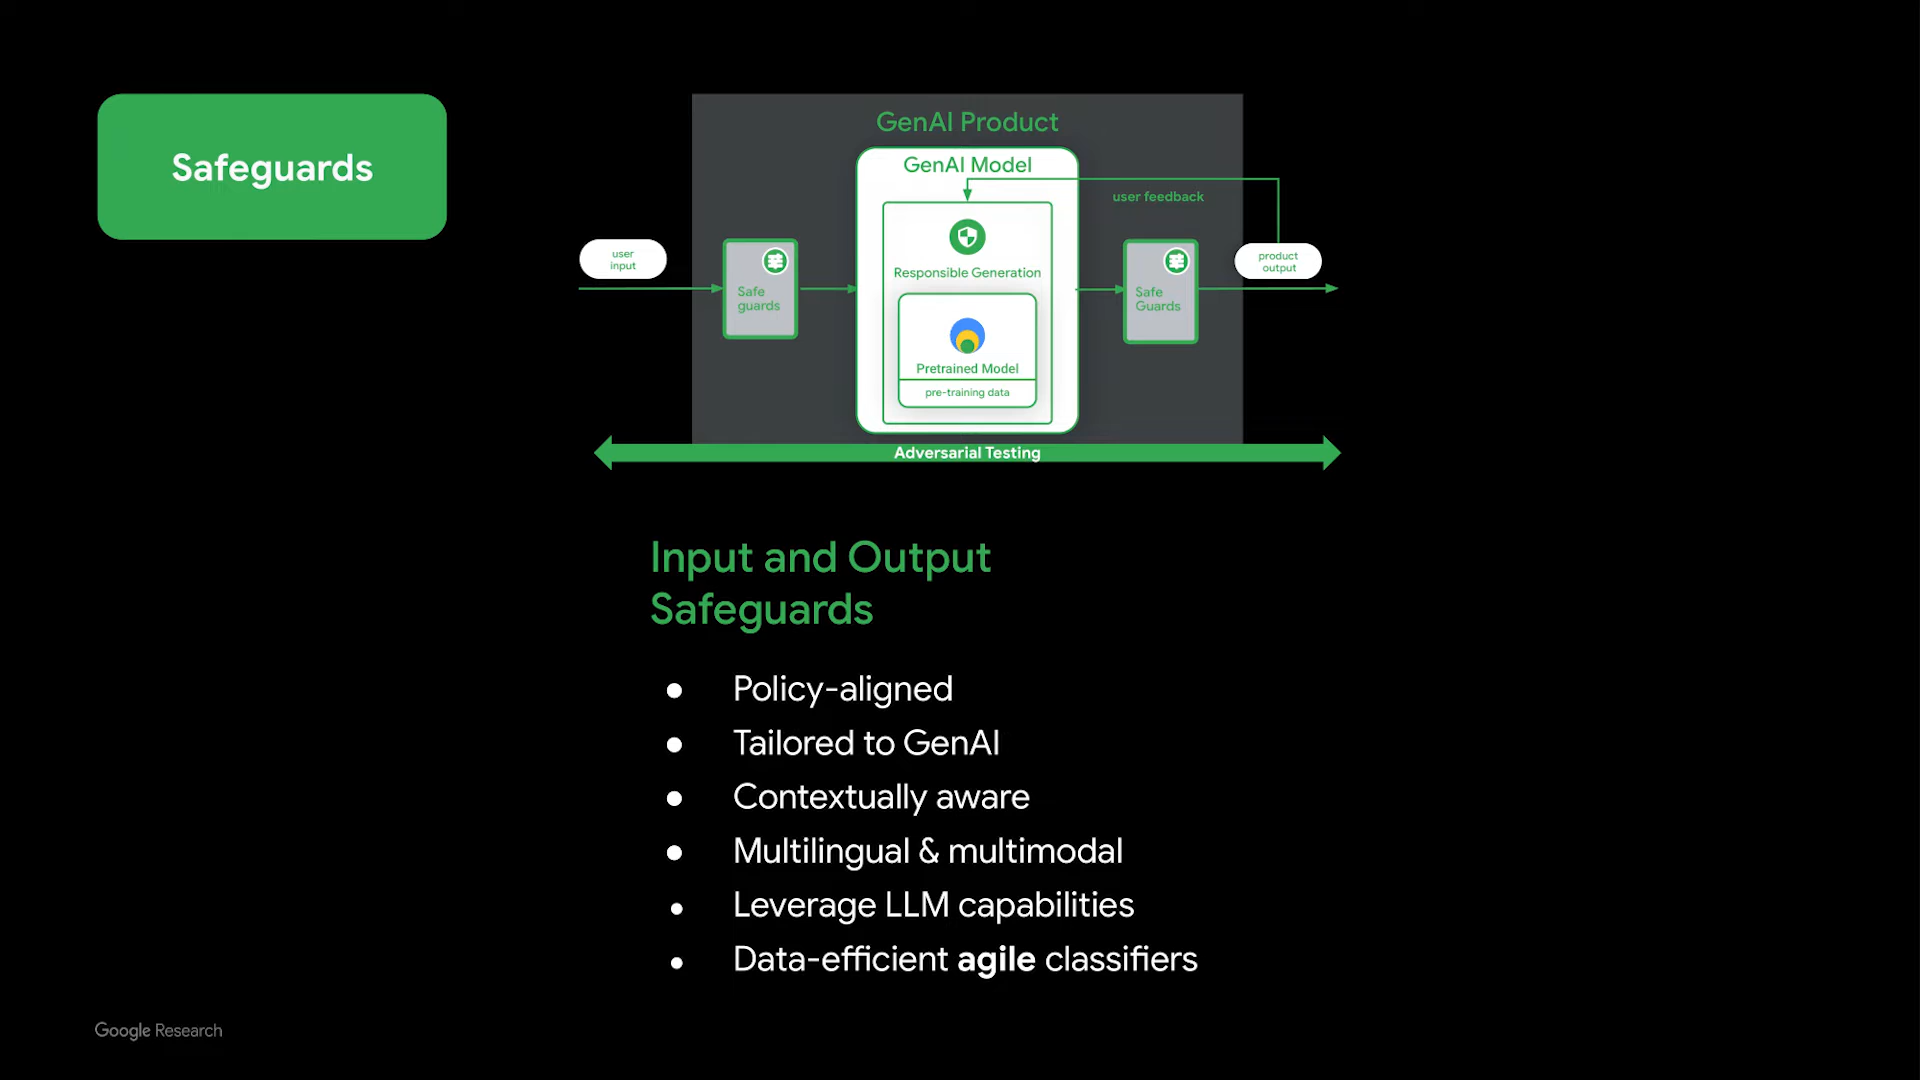 Safeguards
GenAI Product
GenAI Model
user feedback
user
input
Safe
guards
Responsible Generation
Pretrained Model
pre-training data
Safe
Guards
product
output
Adversarial Testing
Input and Output
Safeguards
● Policy-aligned
● Tailored to GenAI
● Contextually aware
● Multilingual & multimodal
● Leverage LLM capabilities
● Data-efficient agile classifiers
Google Research